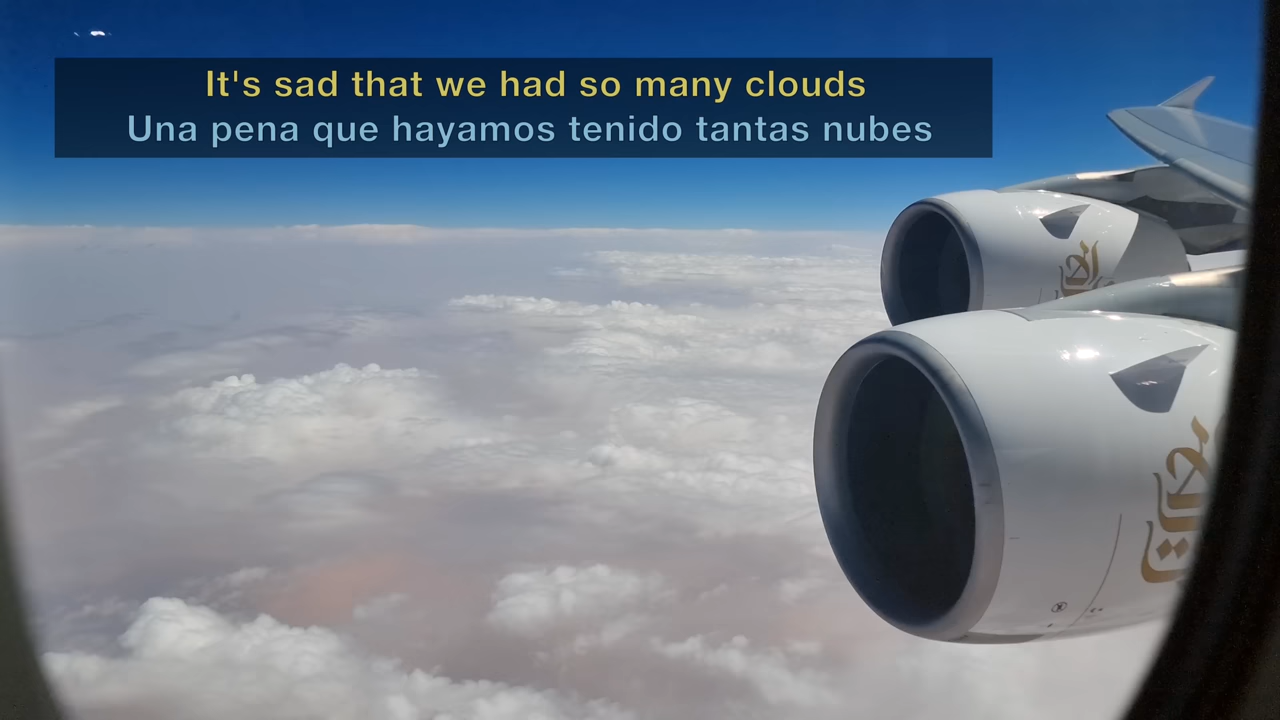 It's sad that we had so many clouds
Una pena que hayamos tenido tantas nubes